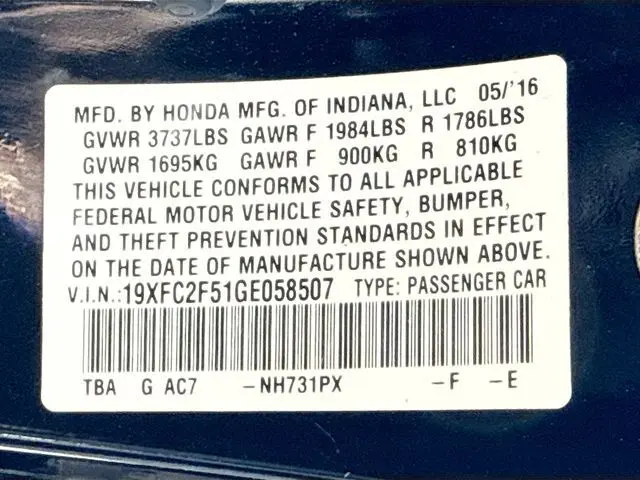 MFD. BY HONDA MFG. OF INDIANA, LLC 05/'16
GVWR 3737LBS GAWR F 1984LBS R 1786LBS
GVWR 1695KG GAWR F 900KG R 810KG
THIS VEHICLE CONFORMS TO ALL APPLICABLE
FEDERAL MOTOR VEHICLE SAFETY, BUMPER,
AND THEFT PREVENTION STANDARDS IN EFFECT
ON THE DATE OF MANUFACTURE SHOWN ABOVE.
V.I.N.:19XFC2F51GE058507 TYPE: PASSENGER CAR
TBA G AC7 -NH731PX -F -E